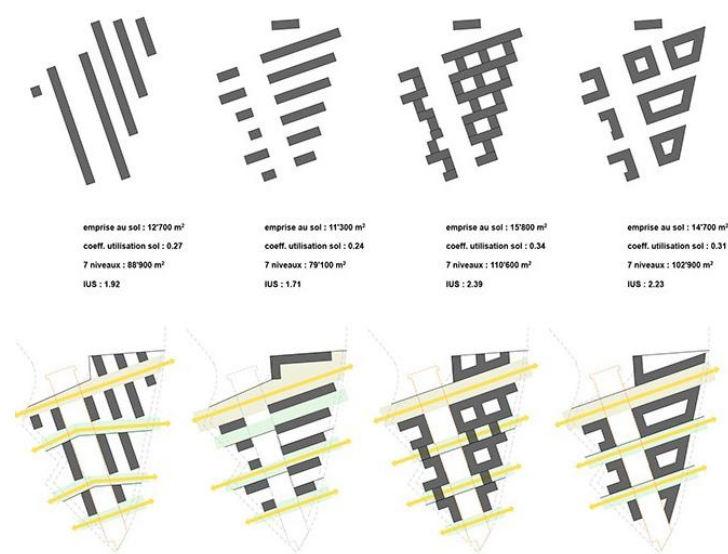 emprise au sol : 12'700 m²
coeff. utilisation sol : 0.27
7 niveaux : 88'900 m²
IUS : 1.92
emprise au sol : 11'300 m²
coeff. utilisation sol : 0.24
7 niveaux : 79'100 m²
IUS : 1.71
emprise au sol : 15'800 m²
coeff. utilisation sol : 0.34
7 niveaux : 110'600 m²
IUS : 2.39
emprise au sol : 14'700 m²
coeff. utilisation sol : 0.31
7 niveaux : 102'900 m²
IUS : 2.23